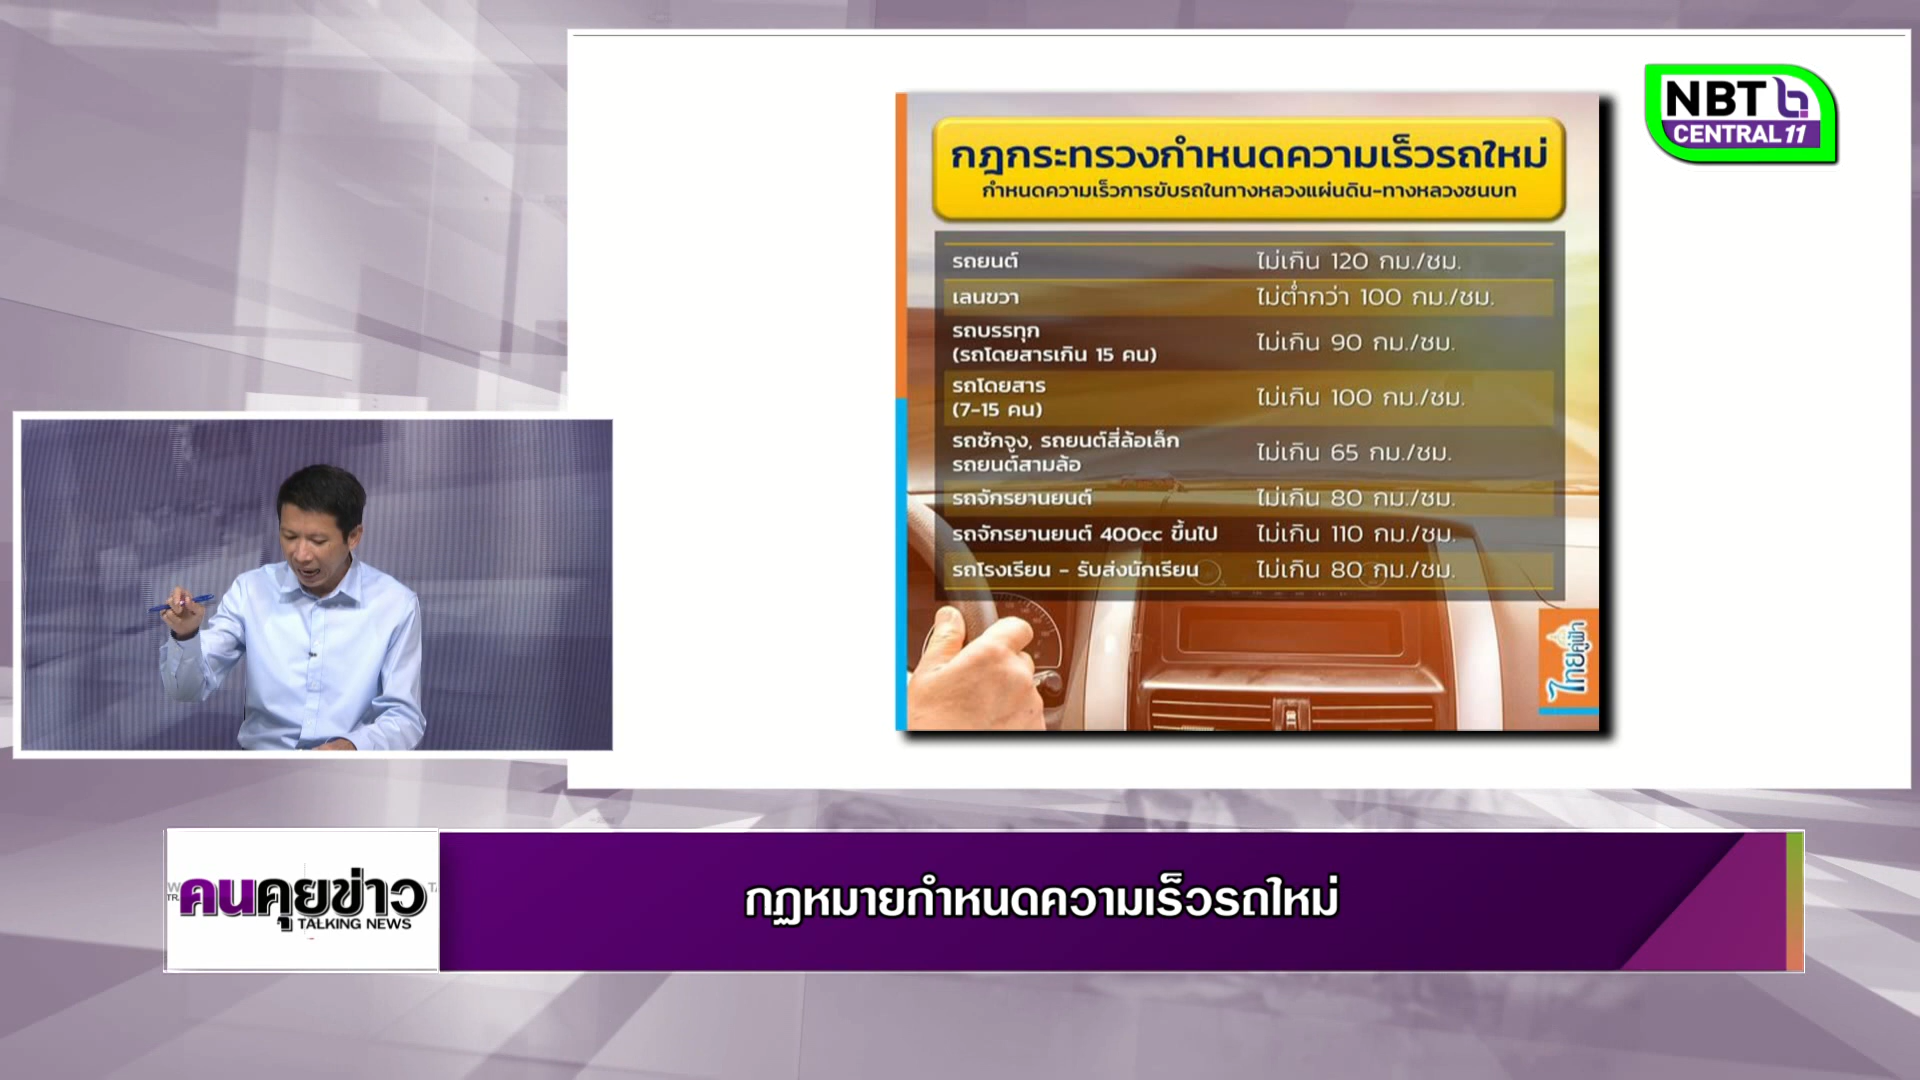 NBT
CENTRAL 11
กฎกระทรวงกำหนดความเร็วรถใหม่
กำหนดความเร็วการขับรถในทางหลวงแผ่นดิน-ทางหลวงชนบท
รถยนต์ ไม่เกิน 120 กม./ชม.
เลนขวา ไม่ต่ำกว่า 100 กม./ชม.
รถบรรทุก
(รถโดยสารเกิน 15 คน) ไม่เกิน 90 กม./ชม.
รถโดยสาร
(7-15 คน) ไม่เกิน 100 กม./ชม.
รถชักจูง, รถยนต์สี่ล้อเล็ก
รถยนต์สามล้อ ไม่เกิน 65 กม./ชม.
รถจักรยานยนต์ ไม่เกิน 80 กม./ชม.
รถจักรยานยนต์ 400cc ขึ้นไป ไม่เกิน 110 กม./ชม.
รถโรงเรียน - รับส่งนักเรียน ไม่เกิน 80 กม./ชม.
ไทยคู่ฟ้า
คนคุยข่าว
TALKING NEWS
กฏหมายกำหนดความเร็วรถใหม่